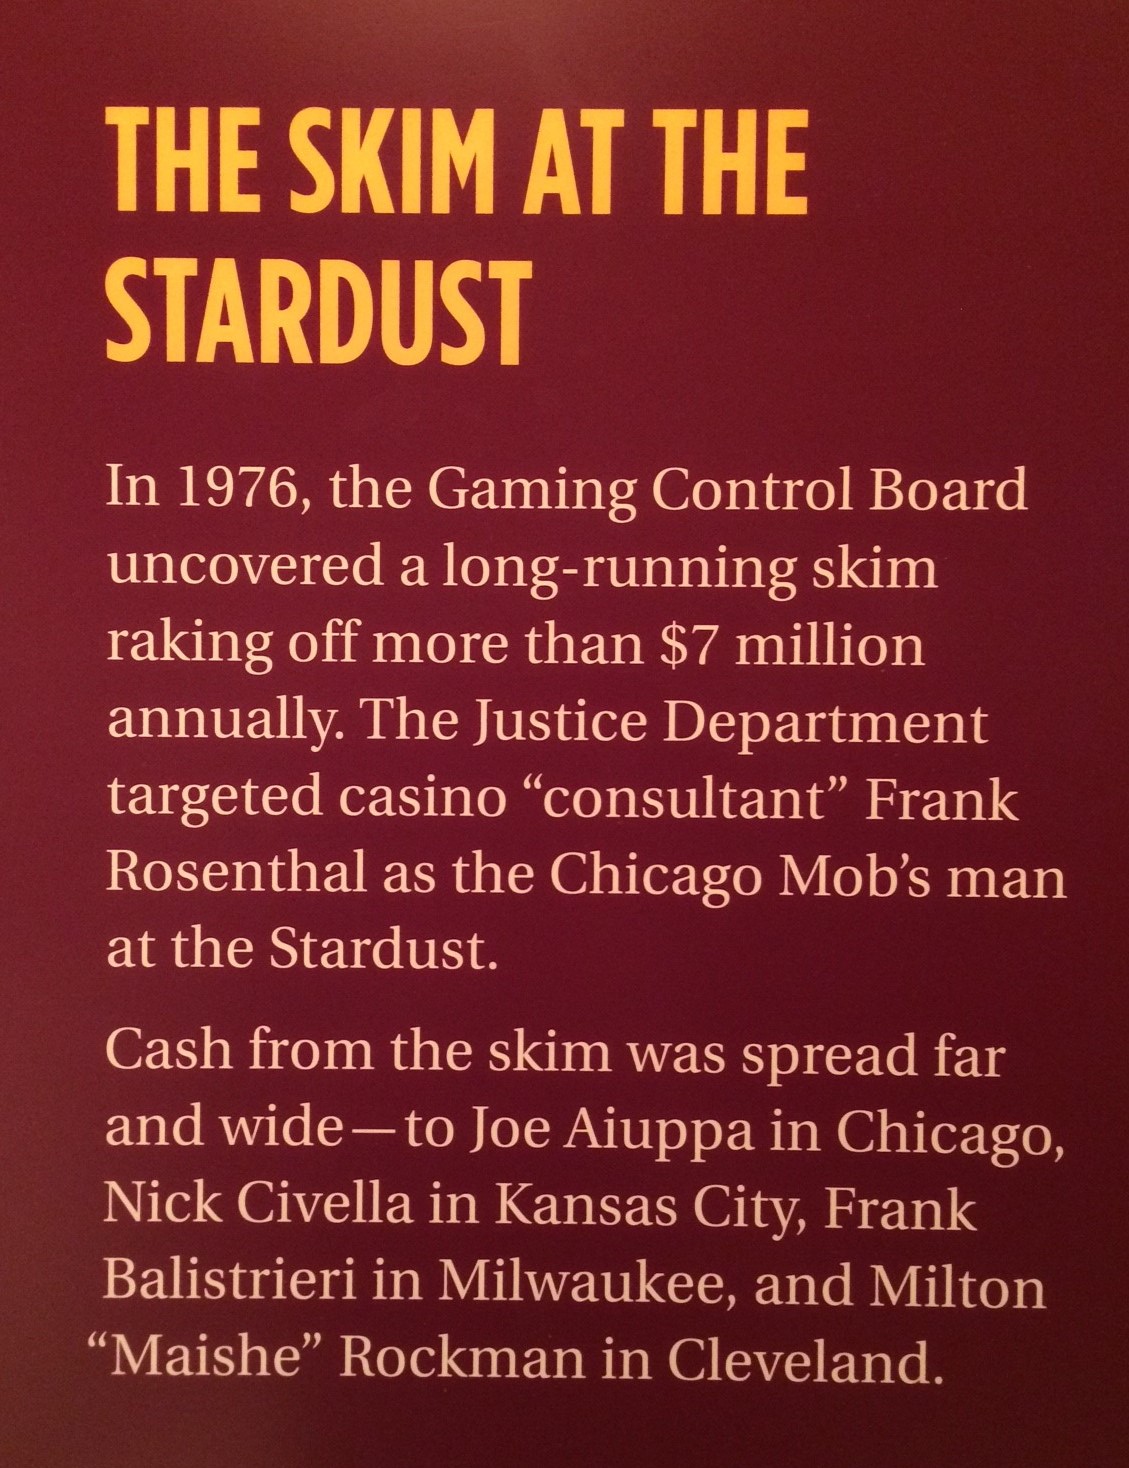 THE SKIM AT THE
STARDUST
In 1976, the Gaming Control Board
uncovered a long-running skim
raking off more than $7 million
annually. The Justice Department
targeted casino “consultant” Frank
Rosenthal as the Chicago Mob’s man
at the Stardust.
Cash from the skim was spread far
and wide — to Joe Aiuppa in Chicago,
Nick Civella in Kansas City, Frank
Balistrieri in Milwaukee, and Milton
“Maishe” Rockman in Cleveland.